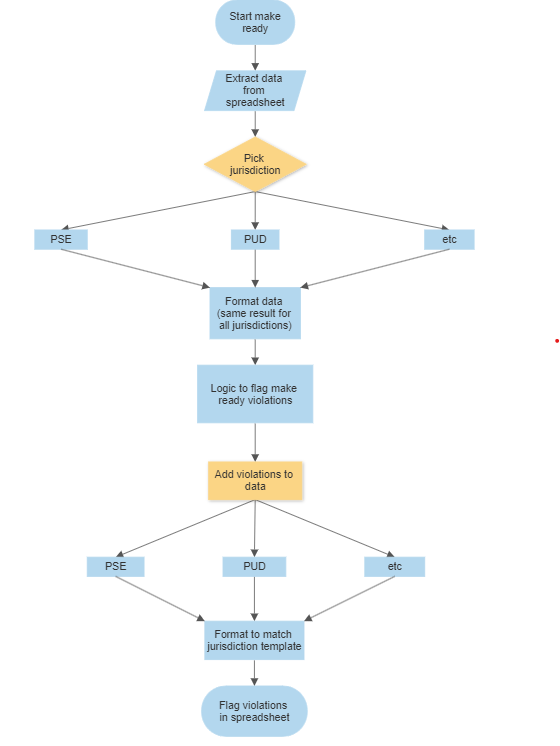 Start make
ready
Extract data
from
spreadsheet
Pick
jurisdiction
PSE
PUD
etc
Format data
(same result for
all jurisdictions)
Logic to flag make
ready violations
Add violations to
data
PSE
PUD
etc
Format to match
jurisdiction template
Flag violations
in spreadsheet